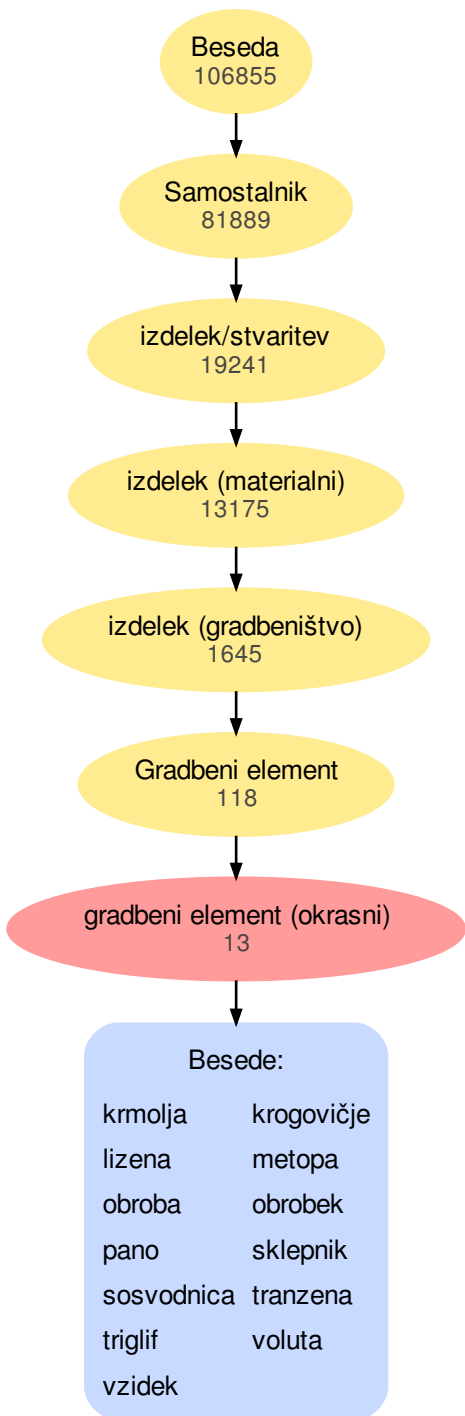 Beseda
106855
Samostalnik
81889
izdelek/stvaritev
19241
izdelek (materialni)
13175
izdelek (gradbeništvo)
1645
Gradbeni element
118
gradbeni element (okrasni)
13
Besede:
krmolja krogovičje
lizena metopa
obroba obrobek
pano sklepnik
sosvodnica tranzena
triglif voluta
vzidek